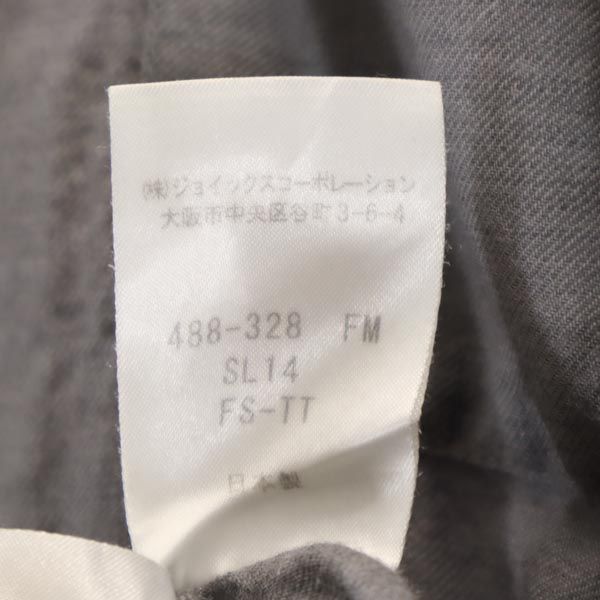 (株)ジョイックスコーポレーション
大阪市中央区谷町3-6-4
488-328 FM
SL14
FS-TT
日本製